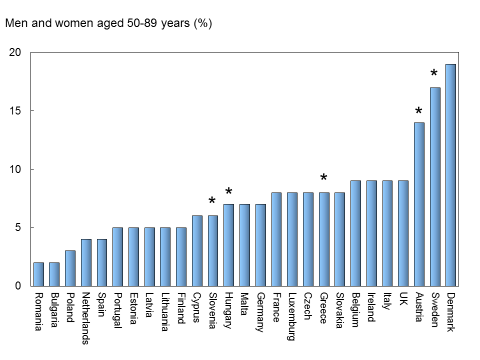 Men and women aged 50-89 years (%)
20
15
10
5
0
*
*
*
*
*
Romania
Bulgaria
Poland
Netherlands
Spain
Portugal
Estonia
Latvia
Lithuania
Finland
Cyprus
Slovenia
Hungary
Malta
Germany
France
Luxemburg
Czech
Greece
Slovakia
Belgium
Ireland
Italy
UK
Austria
Sweden
Denmark